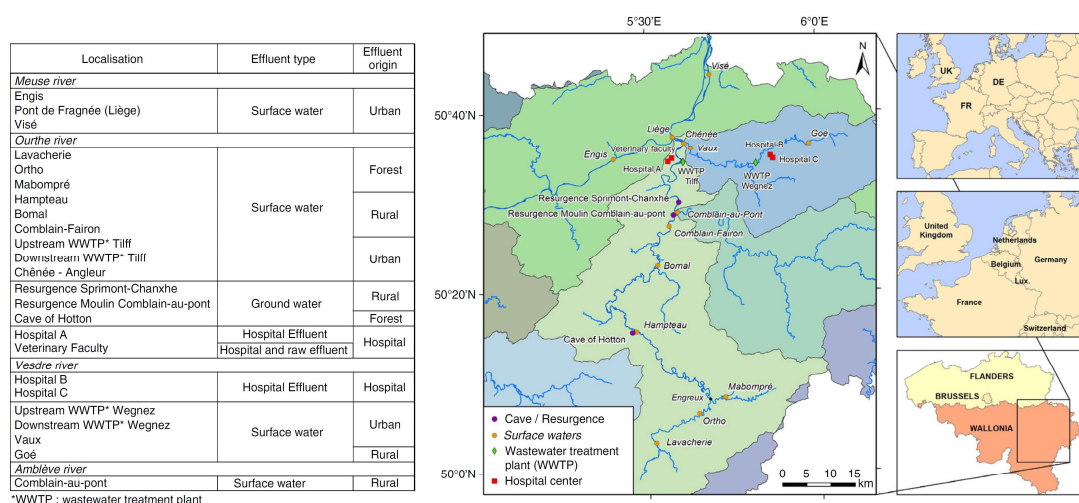 Localisation Effluent type Effluent origin
Meuse river
Engis
Pont de Fragnée (Liège) Surface water Urban
Visé
Ourthe river
Lavacherie
Ortho Forest
Mabompré
Hampteau Surface water
Bomal Rural
Comblain-Fairon
Upstream WWTP* Tilff
Downstream WWTP* Tilff Urban
Chênée - Angleur
Resurgence Sprimont-Chanxhe Rural
Resurgence Moulin Comblain-au-pont Ground water
Cave of Hotton Forest
Hospital A Hospital Effluent Hospital
Veterinary Faculty Hospital and raw effluent
Vesdre river
Hospital B Hospital Effluent Hospital
Hospital C
Upstream WWTP* Wegnez
Downstream WWTP* Wegnez Surface water Urban
Vaux
Goé Rural
Amblève river
Comblain-au-pont Surface water Rural
*WWTP : wastewater treatment plant
5°30'E 6°0'E
50°40'N
50°20'N
50°0'N
N
Visé
Liège
Chênée
Goé
Vaux
Engis
Veterinary faculty
Hospital A
Hospital B
Hospital C
WWTP
Tilff
WWTP
Wegnez
Resurgence Sprimont-Chanxhe
Resurgence Moulin Comblain-au-pont
Comblain-au-Pont
Comblain-Fairon
Bomal
Hampteau
Cave of Hotton
Mabompré
Engreux
Ortho
Lavacherie
Cave / Resurgence
Surface waters
Wastewater treatment
plant (WWTP)
Hospital center
0 5 10 15
km
UK
DE
FR
United
Kingdom
Netherlands
Belgium
Germany
Lux.
France
Switzerland
FLANDERS
BRUSSELS
WALLONIA